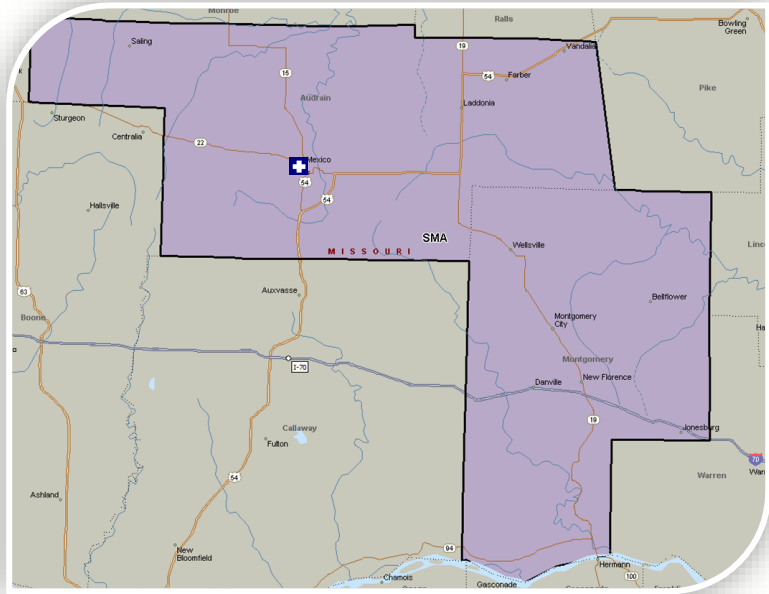 Monroe
Ralls
Bowling
Green
Saling
19
Vandalia
15
54
Farber
Pike
Audrain
Laddonia
Sturgeon
Centralia
22
Mexico
54
54
Hallsville
SMA
MISSOURI
Wellsville
63
Auxvasse
Bellflower
Boone
Montgomery
City
I-70
Montgomery
Danville
New Florence
19
Callaway
Jonesburg
Fulton
70
54
Warren
Ashland
94
New
Bloomfield
Hermann
Chamois
Gasconade
100